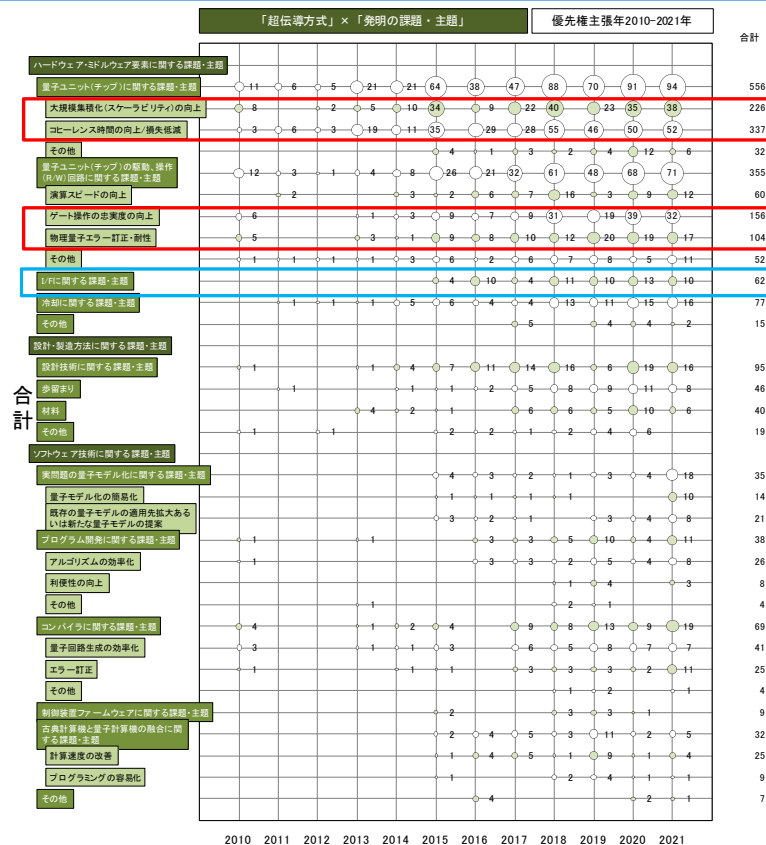 「超伝導方式」×「発明の課題・主題」 優先権主張年2010-2021年
合計
ハードウェア・ミドルウェア要素に関する課題・主題
量子ユニット(チップ)に関する課題・主題 11 6 5 21 21 64 38 47 88 70 91 94 556
大規模集積化(スケーラビリティ)の向上 8 2 5 10 34 9 22 40 23 35 38 226
コヒーレンス時間の向上/損失低減 3 6 3 19 11 35 29 28 55 46 50 52 337
その他 4 1 3 2 4 12 6 32
量子ユニット(チップ)の駆動、操作
(R/W)回路に関する課題・主題 12 3 1 4 8 26 21 32 61 48 68 71 355
演算スピードの向上 2 3 2 6 7 16 3 9 12 60
ゲート操作の忠実度の向上 6 1 3 9 7 9 31 19 39 32 156
物理量子エラー訂正・耐性 5 3 1 9 8 10 12 20 19 17 104
その他 1 1 1 1 3 6 2 6 7 8 5 11 52
I/Fに関する課題・主題 4 10 4 11 10 13 10 62
冷却に関する課題・主題 1 1 1 5 6 4 4 13 11 15 16 77
その他 5 4 4 2 15
設計・製造方法に関する課題・主題
設計技術に関する課題・主題 1 1 4 7 11 14 16 6 19 16 95
歩留まり 1 1 1 2 5 8 9 11 8 46
材料 4 2 1 6 6 5 10 6 40
その他 1 1 2 2 1 2 4 6 19
合計
ソフトウェア技術に関する課題・主題
実問題の量子モデル化に関する課題・主題 4 3 2 1 3 4 18 35
量子モデル化の簡易化 1 1 1 1 10 14
既存の量子モデルの適用先拡大ある
いは新たな量子モデルの提案 3 2 1 3 4 8 21
プログラム開発に関する課題・主題 1 1 3 3 5 10 4 11 38
アルゴリズムの効率化 1 3 3 2 5 4 8 26
利便性の向上 1 4 3 8
その他 1 2 1 4
コンパイラに関する課題・主題 4 1 2 4 9 8 13 9 19 69
量子回路生成の効率化 3 1 1 3 6 5 8 7 7 41
エラー訂正 1 1 1 3 3 3 2 11 25
その他 1 2 1 4
制御装置ファームウェアに関する課題・主題 2 3 3 1 9
古典計算機と量子計算機の融合に関
する課題・主題 2 4 5 3 11 2 5 32
計算速度の改善 1 4 5 1 9 1 4 25
プログラミングの容易化 1 2 4 1 1 9
その他 4 2 1 7
2010 2011 2012 2013 2014 2015 2016 2017 2018 2019 2020 2021